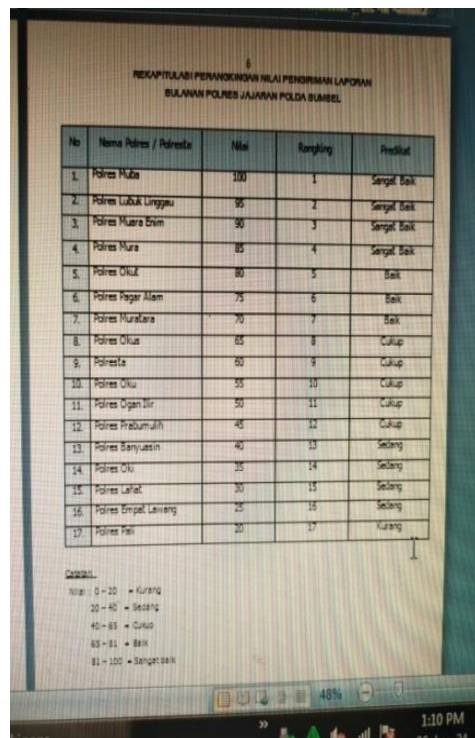 6
REKAPITULASI PERANGKINGAN NILAI PENGIRIMAN LAPORAN
BULANAN POLRES JAJARAN POLDA SUMSEL
No Nama Polres / Polresta Nilai Rangking Predikat
1. Polres Muba 100 1 Sangat Baik
2. Polres Lubuk Linggau 95 2 Sangat Baik
3. Polres Muara Enim 90 3 Sangat Baik
4. Polres Mura 85 4 Sangat Baik
5. Polres Okut 80 5 Baik
6. Polres Pagar Alam 75 6 Baik
7. Polres Muratara 70 7 Baik
8. Polres Okus 65 8 Cukup
9. Polresta 60 9 Cukup
10. Polres Oku 55 10 Cukup
11. Polres Ogan Ilir 50 11 Cukup
12. Polres Prabumulih 45 12 Cukup
13. Polres Banyuasin 40 13 Sedang
14. Polres Oki 35 14 Sedang
15. Polres Lahat 30 15 Sedang
16. Polres Empat Lawang 25 16 Sedang
17. Polres Pali 20 17 Kurang
Catatan.
Nilai : 0 – 20 = Kurang
20 – 40 = Sedang
40 – 65 = Cukup
65 – 81 = Baik
81 – 100 = Sangat baik
48%
1:10 PM